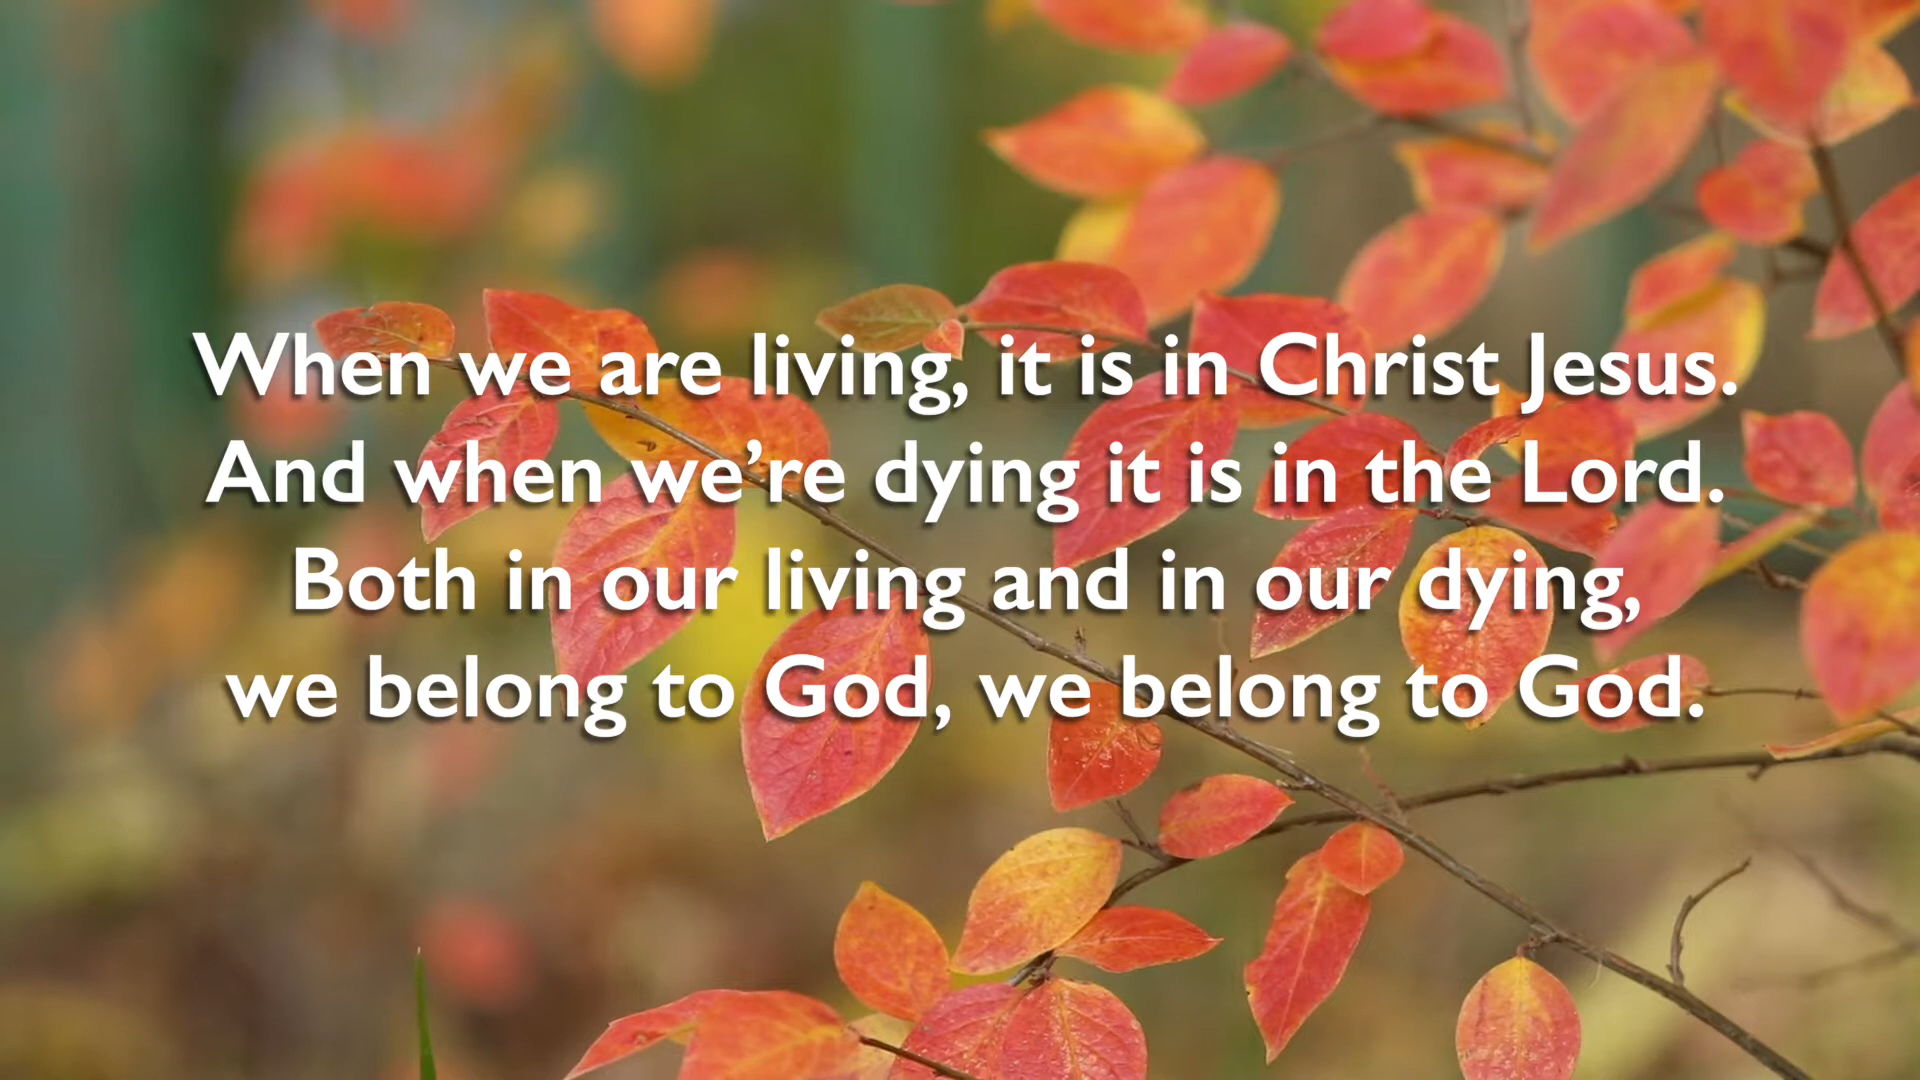 When we are living, it is in Christ Jesus.
And when we’re dying it is in the Lord.
Both in our living and in our dying,
we belong to God, we belong to God.